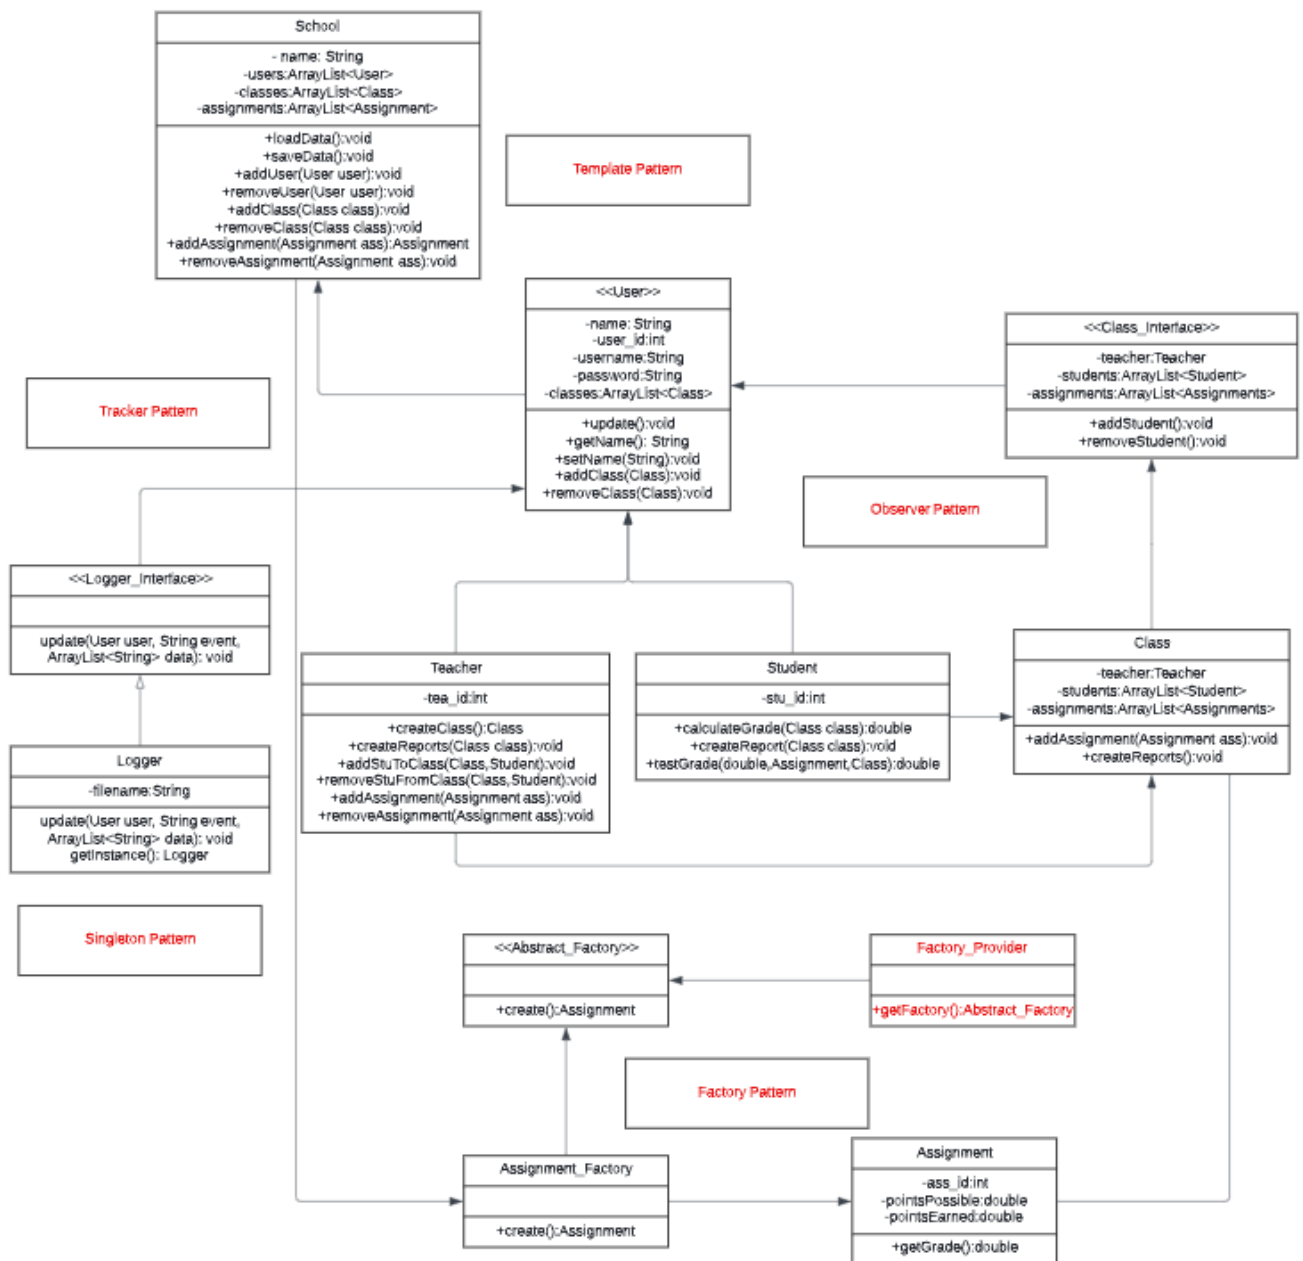 School
- name: String
-users:ArrayList<User>
-classes:ArrayList<Class>
-assignments:ArrayList<Assignment>
+loadData():void
+saveData():void
+addUser(User user):void
+removeUser(User user):void
+addClass(Class class):void
+removeClass(Class class):void
+addAssignment(Assignment ass):Assignment
+removeAssignment(Assignment ass):void
Template Pattern
<<User>>
-name: String
-user_id:int
-username:String
-password:String
-classes:ArrayList<Class>
+update():void
+getName(): String
+setName(String):void
+addClass(Class):void
+removeClass(Class):void
<<Class_Interface>>
-teacher:Teacher
-students:ArrayList<Student>
-assignments:ArrayList<Assignments>
+addStudent():void
+removeStudent():void
Tracker Pattern
Observer Pattern
<<Logger_Interface>>
update(User user, String event,
ArrayList<String> data): void
Logger
-filename:String
update(User user, String event,
ArrayList<String> data): void
getInstance(): Logger
Teacher
-tea_id:int
+createClass():Class
+createReports(Class class):void
+addStuToClass(Class,Student):void
+removeStuFromClass(Class,Student):void
+addAssignment(Assignment ass):void
+removeAssignment(Assignment ass):void
Student
-stu_id:int
+calculateGrade(Class class):double
+createReport(Class class):void
+testGrade(double,Assignment,Class):double
Class
-teacher:Teacher
-students:ArrayList<Student>
-assignments:ArrayList<Assignments>
+addAssignment(Assignment ass):void
+createReports():void
Singleton Pattern
<<Abstract_Factory>>
+create():Assignment
Factory_Provider
+getFactory():Abstract_Factory
Factory Pattern
Assignment_Factory
+create():Assignment
Assignment
-ass_id:int
-pointsPossible:double
-pointsEarned:double
+getGrade():double